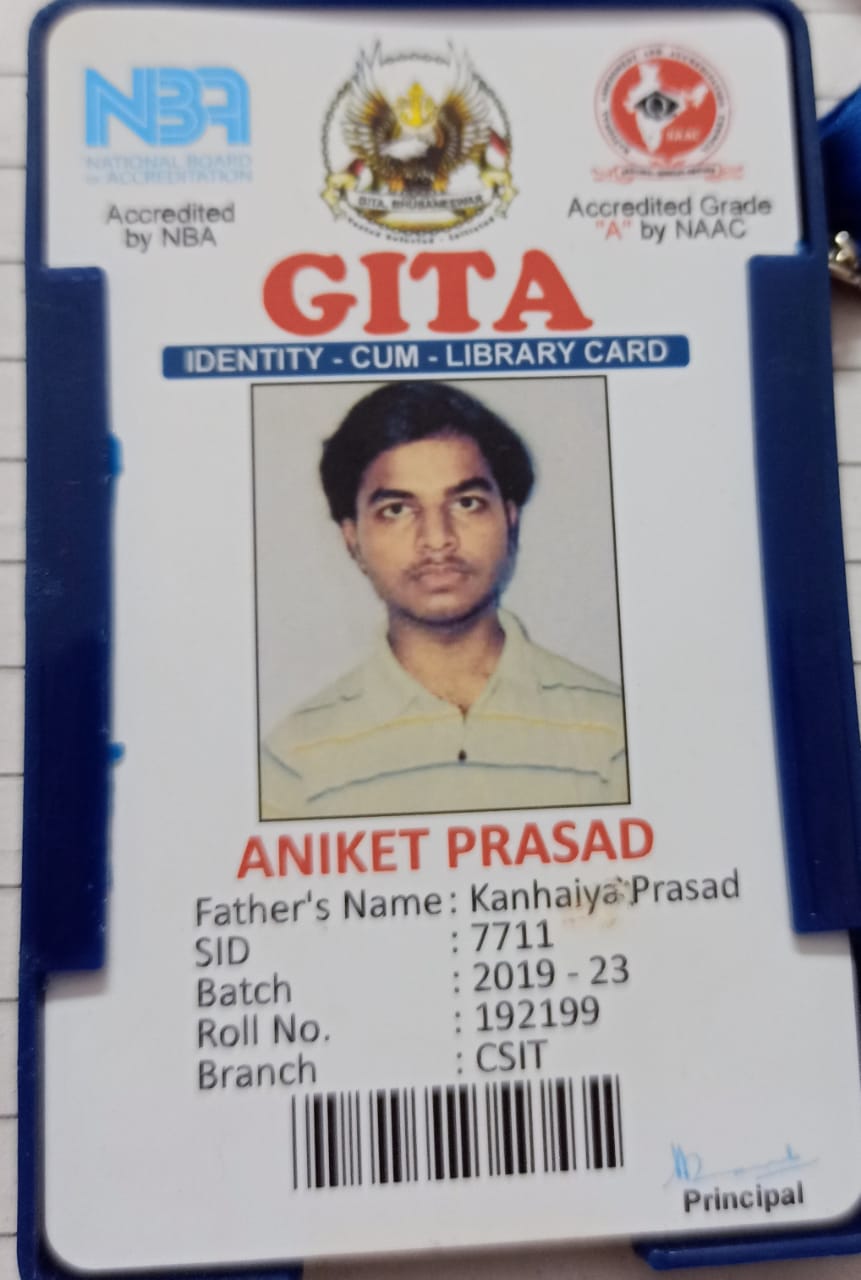 NBA
NATIONAL BOARD
of ACCREDITATION
Accredited
by NBA
GITA, BHUBANESWAR
NAAC
Accredited Grade
"A" by NAAC
GITA
IDENTITY - CUM - LIBRARY CARD
ANIKET PRASAD
Father's Name : Kanhaiya Prasad
SID : 7711
Batch : 2019 - 23
Roll No. : 192199
Branch : CSIT
Principal